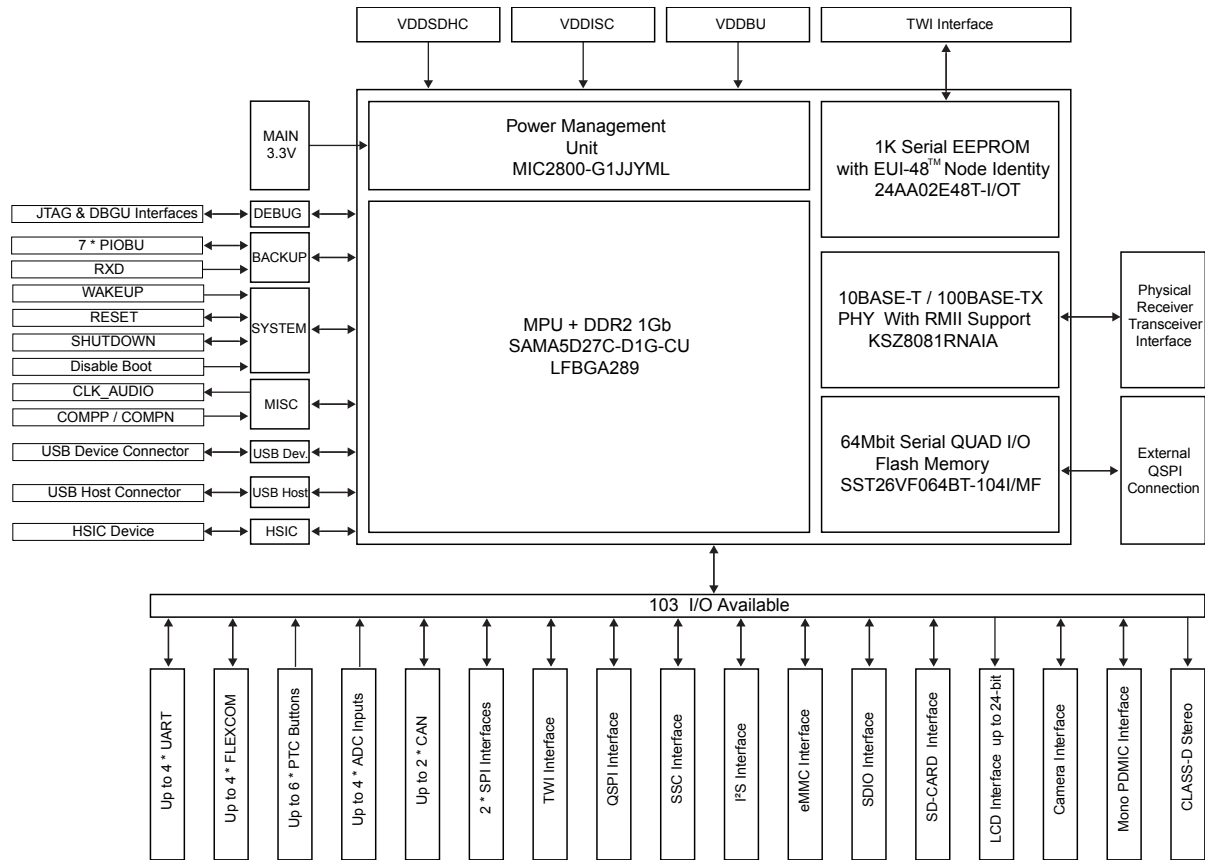 VDDSDHC
VDDISC
VDDBU
TWI Interface
MAIN
3.3V
Power Management
Unit
MIC2800-G1JJYML
1K Serial EEPROM
with EUI-48™ Node Identity
24AA02E48T-I/OT
JTAG & DBGU Interfaces
DEBUG
7 * PIOBU
RXD
BACKUP
WAKEUP
RESET
SHUTDOWN
Disable Boot
SYSTEM
CLK_AUDIO
COMPP / COMPN
MISC
USB Device Connector
USB Dev.
USB Host Connector
USB Host
HSIC Device
HSIC
MPU + DDR2 1Gb
SAMA5D27C-D1G-CU
LFBGA289
10BASE-T / 100BASE-TX
PHY With RMII Support
KSZ8081RNAIA
Physical
Receiver
Transceiver
Interface
64Mbit Serial QUAD I/O
Flash Memory
SST26VF064BT-104I/MF
External
QSPI
Connection
103 I/O Available
Up to 4 * UART
Up to 4 * FLEXCOM
Up to 6 * PTC Buttons
Up to 4 * ADC Inputs
Up to 2 * CAN
2 * SPI Interfaces
TWI Interface
QSPI Interface
SSC Interface
I²S Interface
eMMC Interface
SDIO Interface
SD-CARD Interface
LCD Interface up to 24-bit
Camera Interface
Mono PDMIC Interface
CLASS-D Stereo